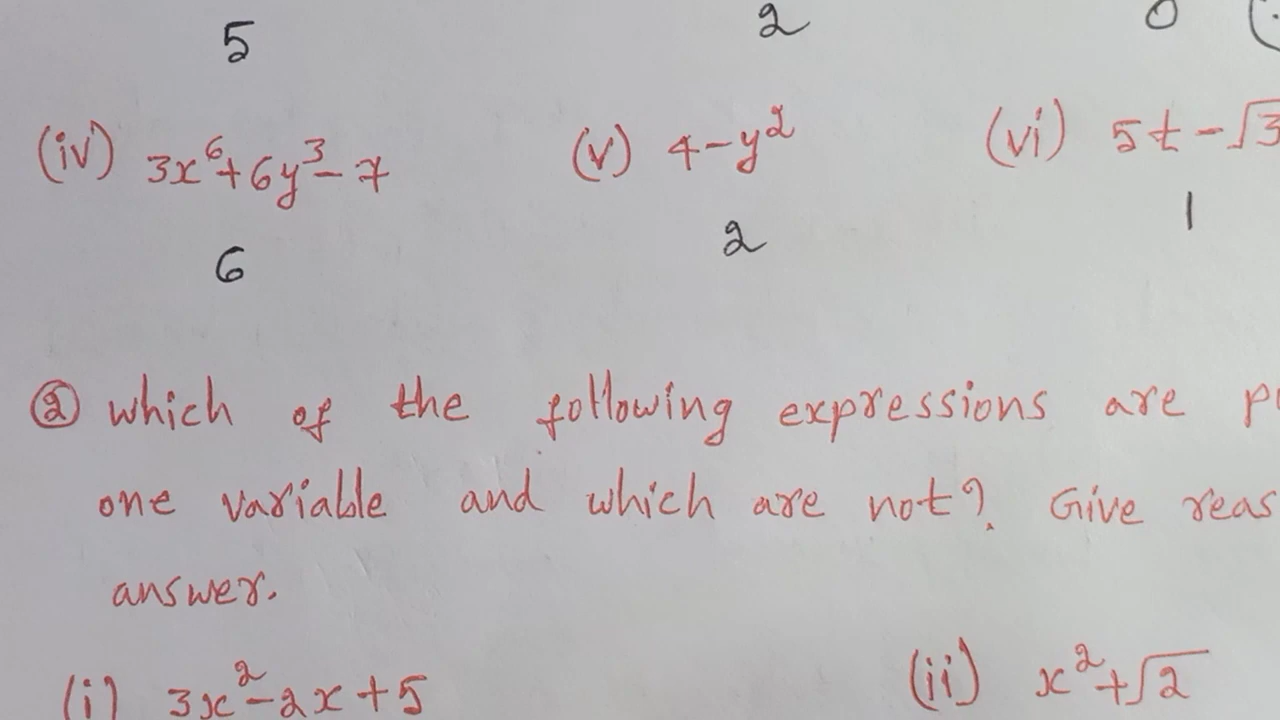 5 2 0
(iv) 3x⁶+6y³-7 (v) 4-y² (vi) 5t-√3
6 2 1
② which of the following expressions are
one variable and which are not? Give
answer.
(i) 3x²-2x+5 (ii) x²+√2